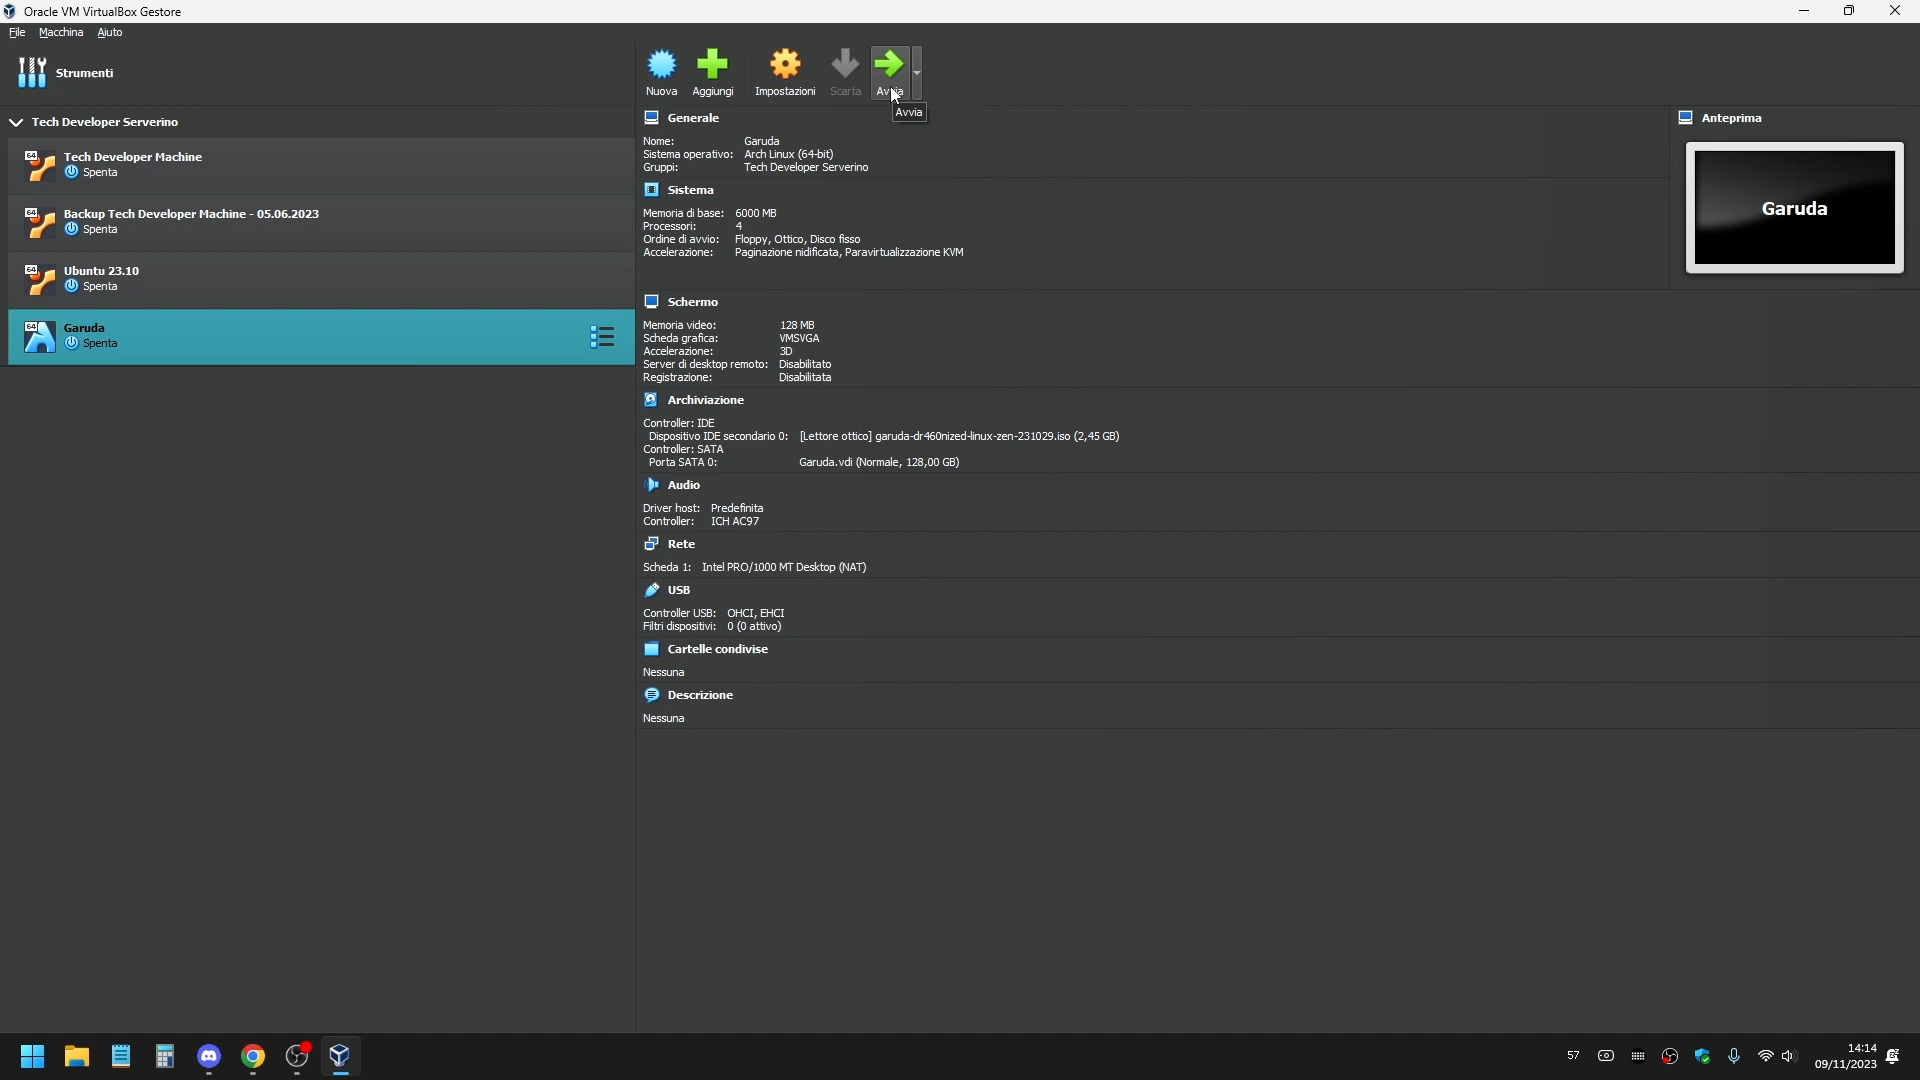 Oracle VM VirtualBox Gestore
File Macchina Aiuto
Strumenti
Nuova Aggiungi Impostazioni Scarta Avvia
Avvia
Tech Developer Serverino
64 Tech Developer Machine
Spenta
64 Backup Tech Developer Machine - 05.06.2023
Spenta
64 Ubuntu 23.10
Spenta
64 Garuda
Spenta
Generale
Nome: Garuda
Sistema operativo: Arch Linux (64-bit)
Gruppi: Tech Developer Serverino
Sistema
Memoria di base: 6000 MB
Processori: 4
Ordine di avvio: Floppy, Ottico, Disco fisso
Accelerazione: Paginazione nidificata, Paravirtualizzazione KVM
Anteprima
Garuda
Schermo
Memoria video: 128 MB
Scheda grafica: VMSVGA
Accelerazione: 3D
Server di desktop remoto: Disabilitato
Registrazione: Disabilitata
Archiviazione
Controller: IDE
Dispositivo IDE secondario 0: [Lettore ottico] garuda-dr460nized-linux-zen-231029.iso (2,45 GB)
Controller: SATA
Porta SATA 0: Garuda.vdi (Normale, 128,00 GB)
Audio
Driver host: Predefinita
Controller: ICH AC97
Rete
Scheda 1: Intel PRO/1000 MT Desktop (NAT)
USB
Controller USB: OHCI, EHCI
Filtri dispositivi: 0 (0 attivo)
Cartelle condivise
Nessuna
Descrizione
Nessuna
57
14:14
09/11/2023